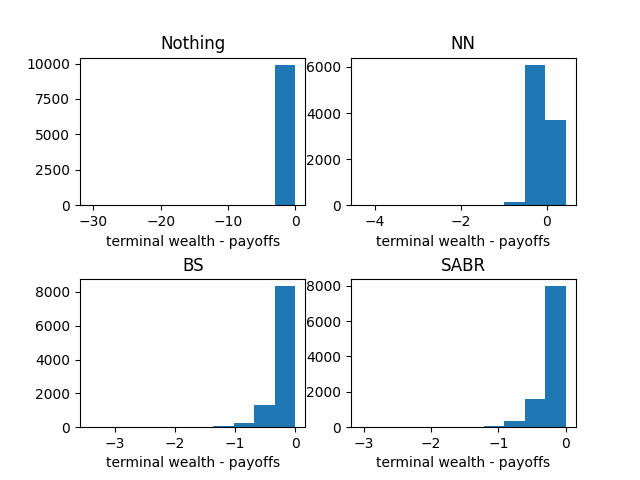 Nothing
10000
7500
5000
2500
0
−30 −20 −10 0
terminal wealth - payoffs
NN
6000
4000
2000
0
−4 −2 0
terminal wealth - payoffs
BS
8000
6000
4000
2000
0
−3 −2 −1 0
terminal wealth - payoffs
SABR
8000
6000
4000
2000
0
−3 −2 −1 0
terminal wealth - payoffs